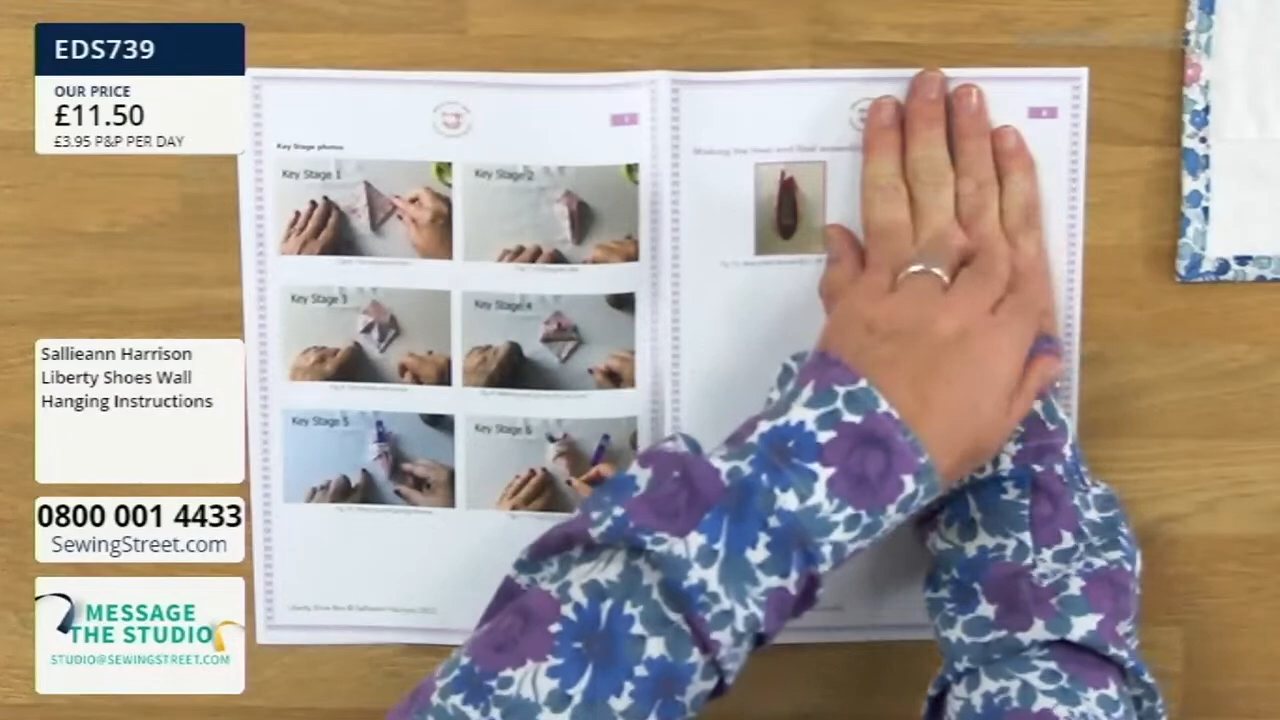 EDS739
OUR PRICE
£11.50
£3.95 P&P PER DAY
Sallieann Harrison
Liberty Shoes Wall
Hanging Instructions
0800 001 4433
SewingStreet.com
MESSAGE
THE STUDIO
STUDIO@SEWINGSTREET.COM
Key Stage photos
Key Stage 1
Key Stage 2
Key Stage 3
Key Stage 4
Key Stage 5
Key Stage 6